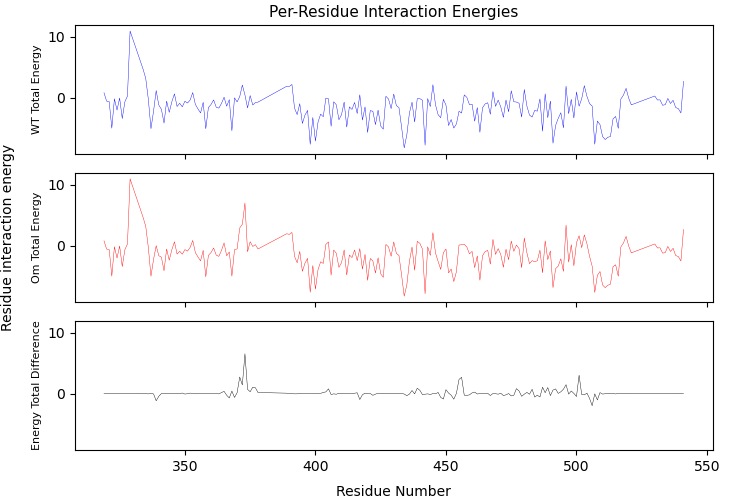 Per-Residue Interaction Energies
Residue interaction energy
WT Total Energy
10
0
Om Total Energy
10
0
Energy Total Difference
10
0
350
400
450
500
550
Residue Number